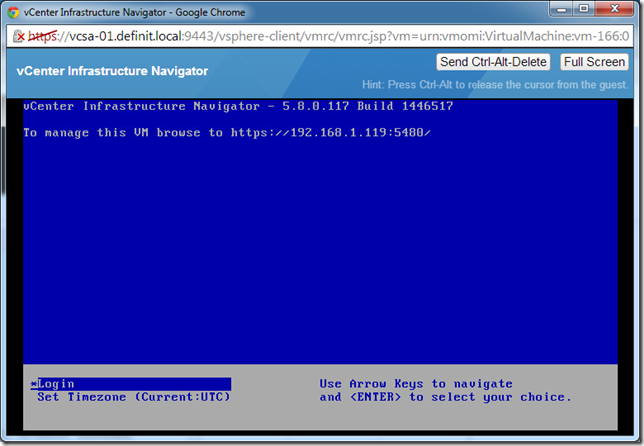 vCenter Infrastructure Navigator - Google Chrome
https://vcsa-01.definit.local:9443/vsphere-client/vmrc/vmrc.jsp?vm=urn:vmomi:VirtualMachine:vm-166:0
vCenter Infrastructure Navigator
Send Ctrl-Alt-Delete
Full Screen
Hint: Press Ctrl-Alt to release the cursor from the guest.
vCenter Infrastructure Navigator - 5.8.0.117 Build 1446517
To manage this VM browse to https://192.168.1.119:5480/
*Login
Use Arrow Keys to navigate
Set Timezone (Current:UTC)
and <ENTER> to select your choice.